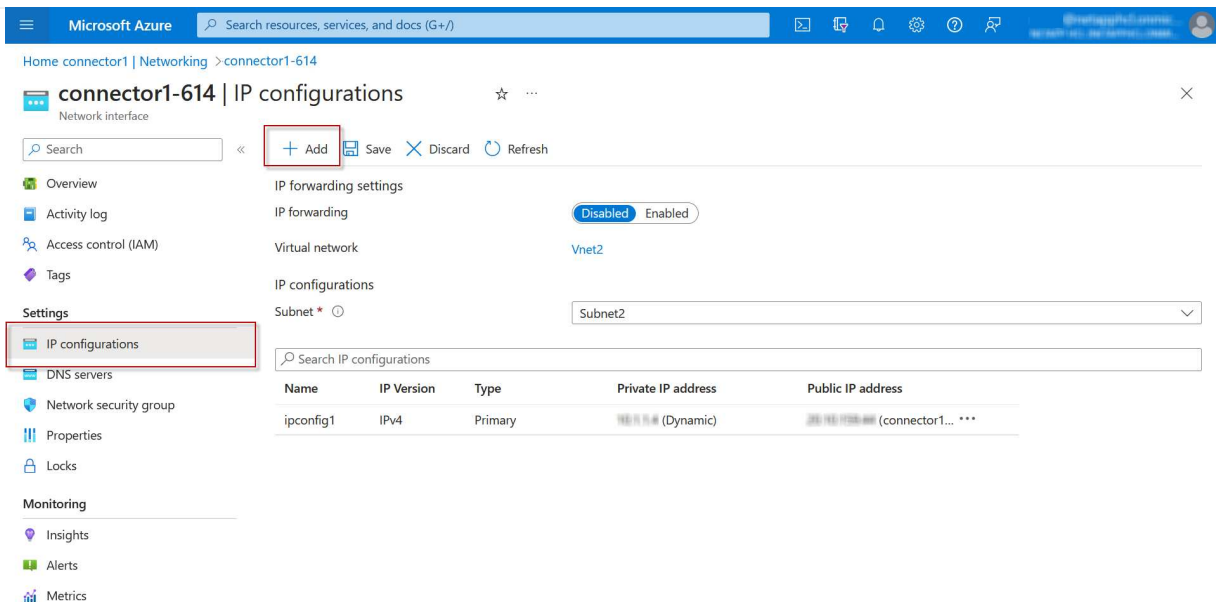 Microsoft Azure
Search resources, services, and docs (G+/)
Home connector1 | Networking > connector1-614
connector1-614 | IP configurations
Network interface
Search
Add Save Discard Refresh
Overview
Activity log
Access control (IAM)
Tags
Settings
IP configurations
DNS servers
Network security group
Properties
Locks
Monitoring
Insights
Alerts
Metrics
IP forwarding settings
IP forwarding Disabled Enabled
Virtual network Vnet2
IP configurations
Subnet * Subnet2
Search IP configurations
Name IP Version Type Private IP address Public IP address
ipconfig1 IPv4 Primary (Dynamic) (connector1...